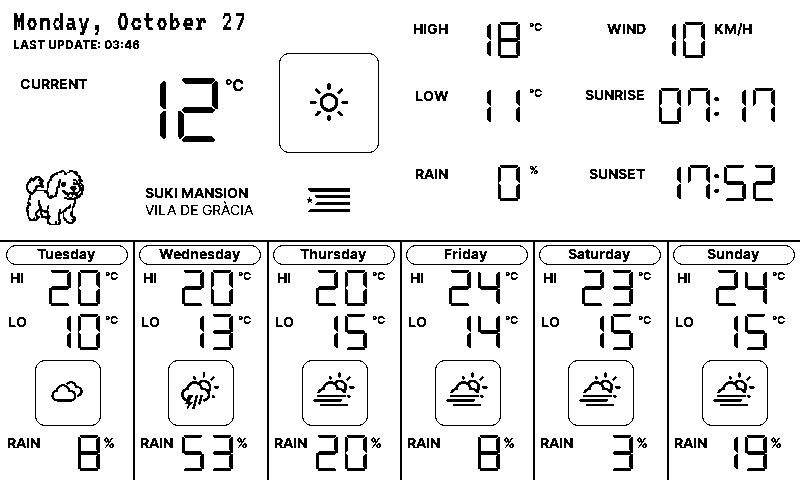 Monday, October 27
LAST UPDATE: 03:46
CURRENT 12 °C
HIGH 18 °C
WIND 10 KM/H
LOW 11 °C
SUNRISE 07:17
RAIN 0 %
SUNSET 17:52
SUKI MANSION
VILA DE GRÀCIA
Tuesday
HI 20 °C
LO 10 °C
RAIN 8 %
Wednesday
HI 20 °C
LO 13 °C
RAIN 53 %
Thursday
HI 20 °C
LO 15 °C
RAIN 20 %
Friday
HI 24 °C
LO 14 °C
RAIN 8 %
Saturday
HI 23 °C
LO 15 °C
RAIN 3 %
Sunday
HI 24 °C
LO 15 °C
RAIN 19 %